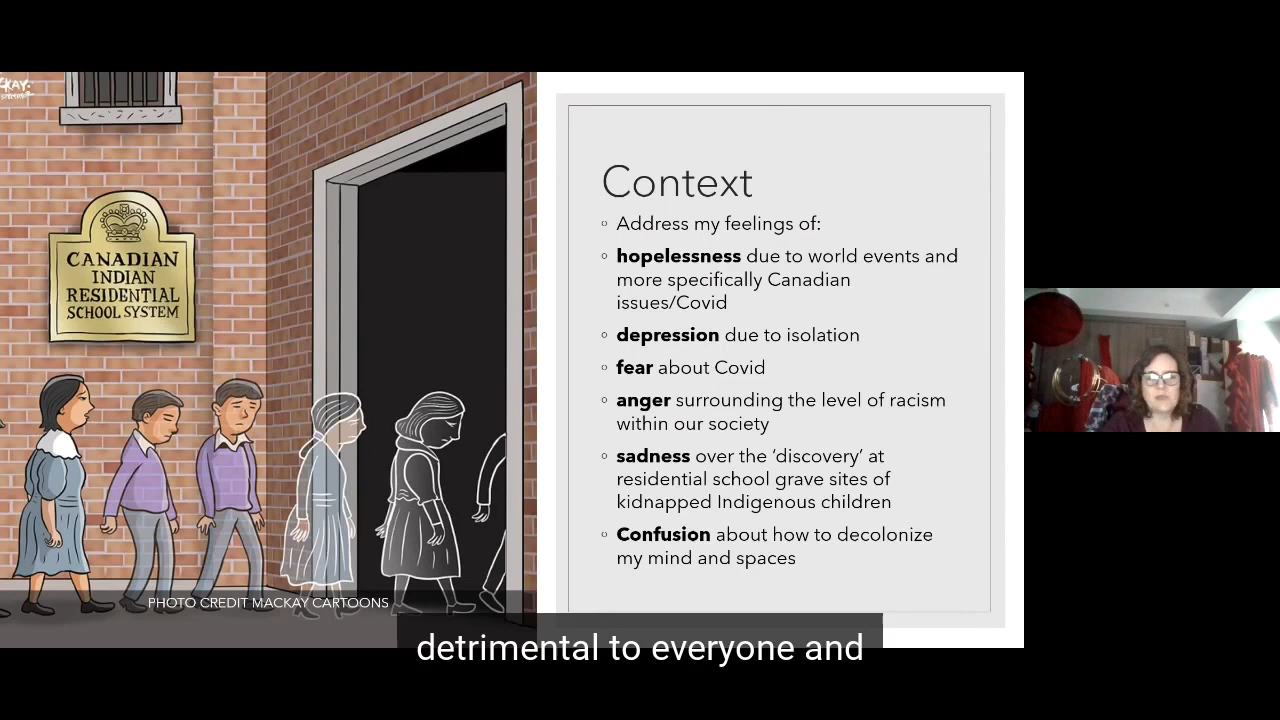 CANADIAN
INDIAN
RESIDENTIAL
SCHOOL SYSTEM
PHOTO CREDIT MACKAY CARTOONS
Context
◦ Address my feelings of:
◦ hopelessness due to world events and
more specifically Canadian
issues/Covid
◦ depression due to isolation
◦ fear about Covid
◦ anger surrounding the level of racism
within our society
◦ sadness over the ‘discovery’ at
residential school grave sites of
kidnapped Indigenous children
◦ Confusion about how to decolonize
my mind and spaces
detrimental to everyone and